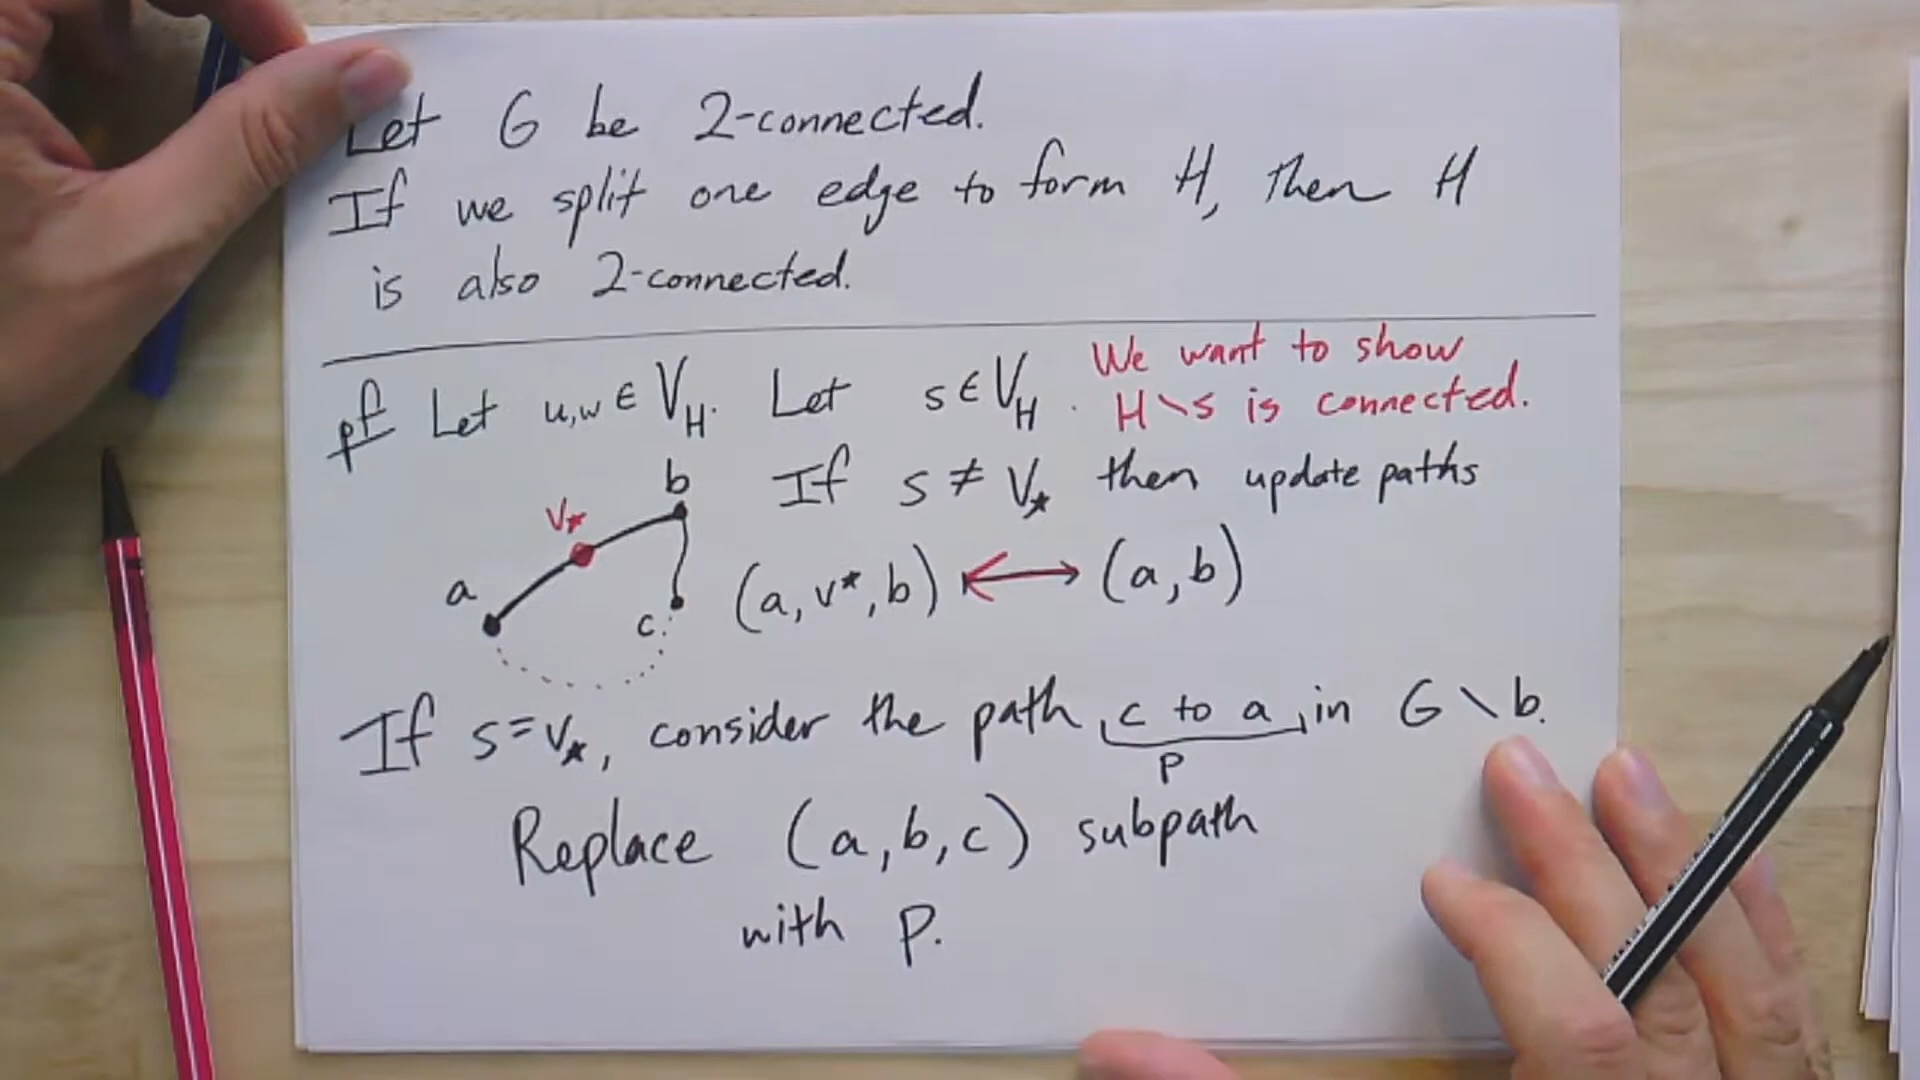 Let G be 2-connected.
If we split one edge to form H, then H
is also 2-connected.
pf Let u,w ∈ V_H. Let s ∈ V_H.
We want to show
H∖s is connected.
If s ≠ V⋆ then update paths
(a, v*, b) ⟷ (a, b)
a
V⋆
b
c
If s = V⋆, consider the path c to a in G∖b.
P
Replace (a, b, c) subpath
with P.